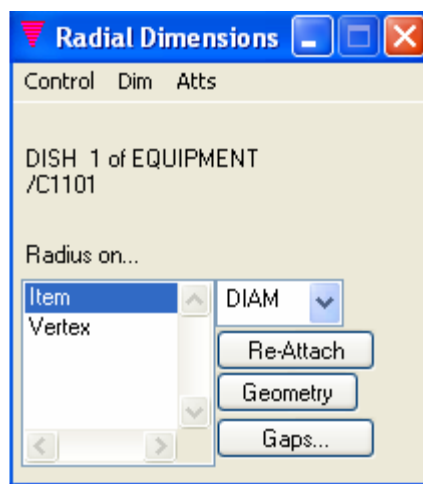 Radial Dimensions
Control Dim Atts
DISH 1 of EQUIPMENT
/C1101
Radius on...
Item
Vertex
DIAM
Re-Attach
Geometry
Gaps...